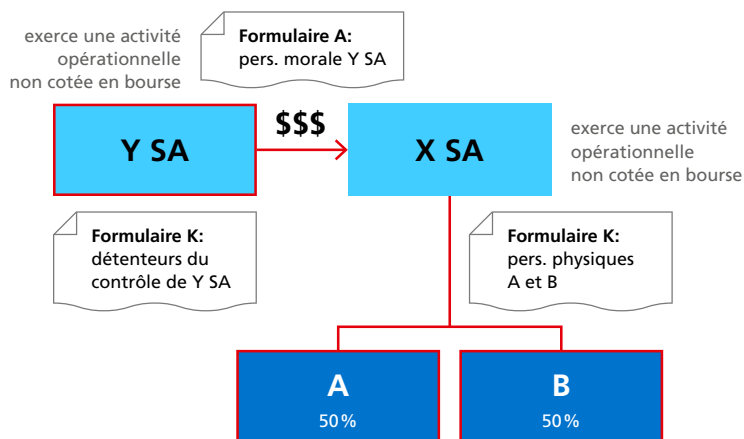 exerce une activité
opérationnelle
non cotée en bourse
Formulaire A:
pers. morale Y SA
Y SA
$$$
X SA
exerce une activité
opérationnelle
non cotée en bourse
Formulaire K:
détenteurs du
contrôle de Y SA
Formulaire K:
pers. physiques
A et B
A
50%
B
50%